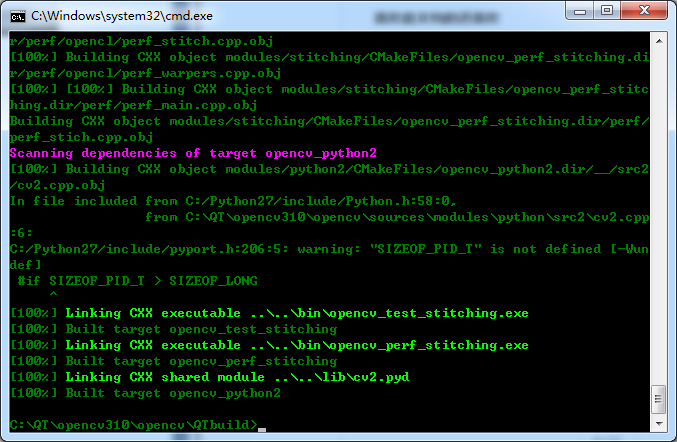 C:\Windows\system32\cmd.exe
r/perf/opencl/perf_stitch.cpp.obj
[100%] Building CXX object modules/stitching/CMakeFiles/opencv_perf_stitching.di
r/perf/opencl/perf_warpers.cpp.obj
[100%] [100%] Building CXX object modules/stitching/CMakeFiles/opencv_perf_stitc
hing.dir/perf/perf_main.cpp.obj
Building CXX object modules/stitching/CMakeFiles/opencv_perf_stitching.dir/perf/
perf_stich.cpp.obj
Scanning dependencies of target opencv_python2
[100%] Building CXX object modules/python2/CMakeFiles/opencv_python2.dir/__/src2
/cv2.cpp.obj
In file included from C:/Python27/include/Python.h:58:0,
from C:\QT\opencv310\opencv\sources\modules\python\src2\cv2.cpp
:6:
C:/Python27/include/pyport.h:206:5: warning: "SIZEOF_PID_T" is not defined [-Wun
def]
#if SIZEOF_PID_T > SIZEOF_LONG
^
[100%] Linking CXX executable ..\..\bin\opencv_test_stitching.exe
[100%] Built target opencv_test_stitching
[100%] Linking CXX executable ..\..\bin\opencv_perf_stitching.exe
[100%] Built target opencv_perf_stitching
[100%] Linking CXX shared module ..\..\lib\cv2.pyd
[100%] Built target opencv_python2
C:\QT\opencv310\opencv\QTbuild>